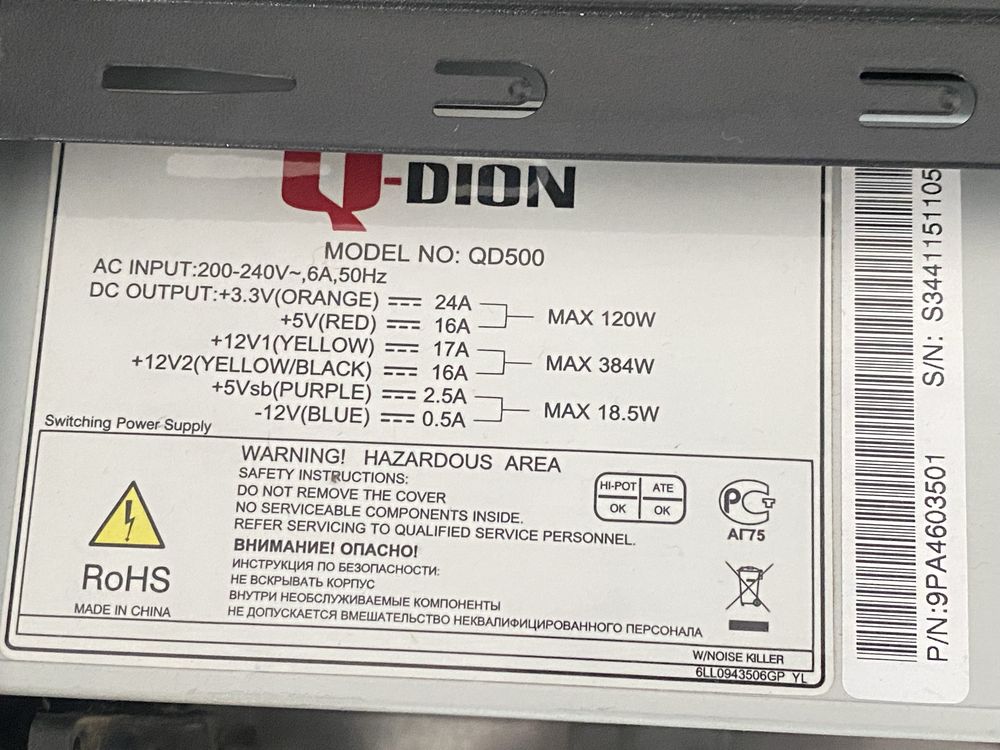 Q-DION
MODEL NO: QD500
AC INPUT:200-240V~,6A,50Hz
DC OUTPUT:+3.3V(ORANGE) 24A
+5V(RED) 16A
MAX 120W
+12V1(YELLOW) 17A
+12V2(YELLOW/BLACK) 16A
MAX 384W
+5Vsb(PURPLE) 2.5A
-12V(BLUE) 0.5A
MAX 18.5W
Switching Power Supply
WARNING! HAZARDOUS AREA
SAFETY INSTRUCTIONS:
DO NOT REMOVE THE COVER
NO SERVICEABLE COMPONENTS INSIDE.
REFER SERVICING TO QUALIFIED SERVICE PERSONNEL.
ВНИМАНИЕ! ОПАСНО!
ИНСТРУКЦИЯ ПО БЕЗОПАСНОСТИ:
НЕ ВСКРЫВАТЬ КОРПУС
ВНУТРИ НЕОБСЛУЖИВАЕМЫЕ КОМПОНЕНТЫ
НЕ ДОПУСКАЕТСЯ ВМЕШАТЕЛЬСТВО НЕКВАЛИФИЦИРОВАННОГО ПЕРСОНАЛА
RoHS
MADE IN CHINA
HI-POT ATE
OK OK
РСТ
АГ75
W/NOISE KILLER
6LL0943506GP YL
P/N:9PA4603501 S/N: S3441151105